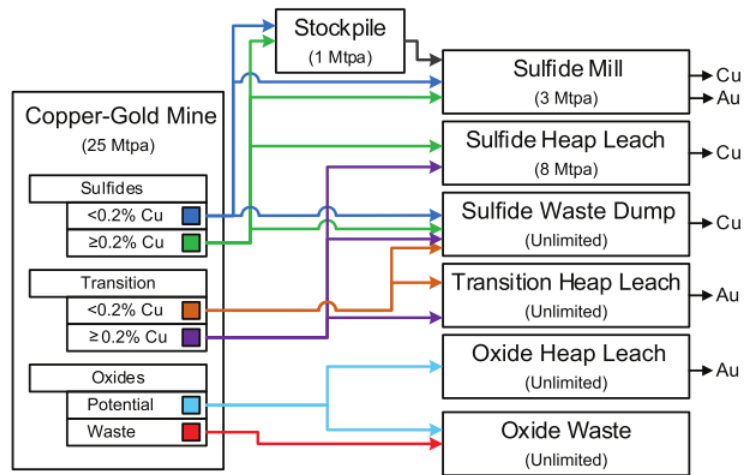 Stockpile
(1 Mtpa)
Copper-Gold Mine
(25 Mtpa)
Sulfides
<0.2% Cu
≥0.2% Cu
Transition
<0.2% Cu
≥0.2% Cu
Oxides
Potential
Waste
Sulfide Mill
(3 Mtpa)
Cu
Au
Sulfide Heap Leach
(8 Mtpa)
Cu
Sulfide Waste Dump
(Unlimited)
Cu
Transition Heap Leach
(Unlimited)
Au
Oxide Heap Leach
(Unlimited)
Au
Oxide Waste
(Unlimited)